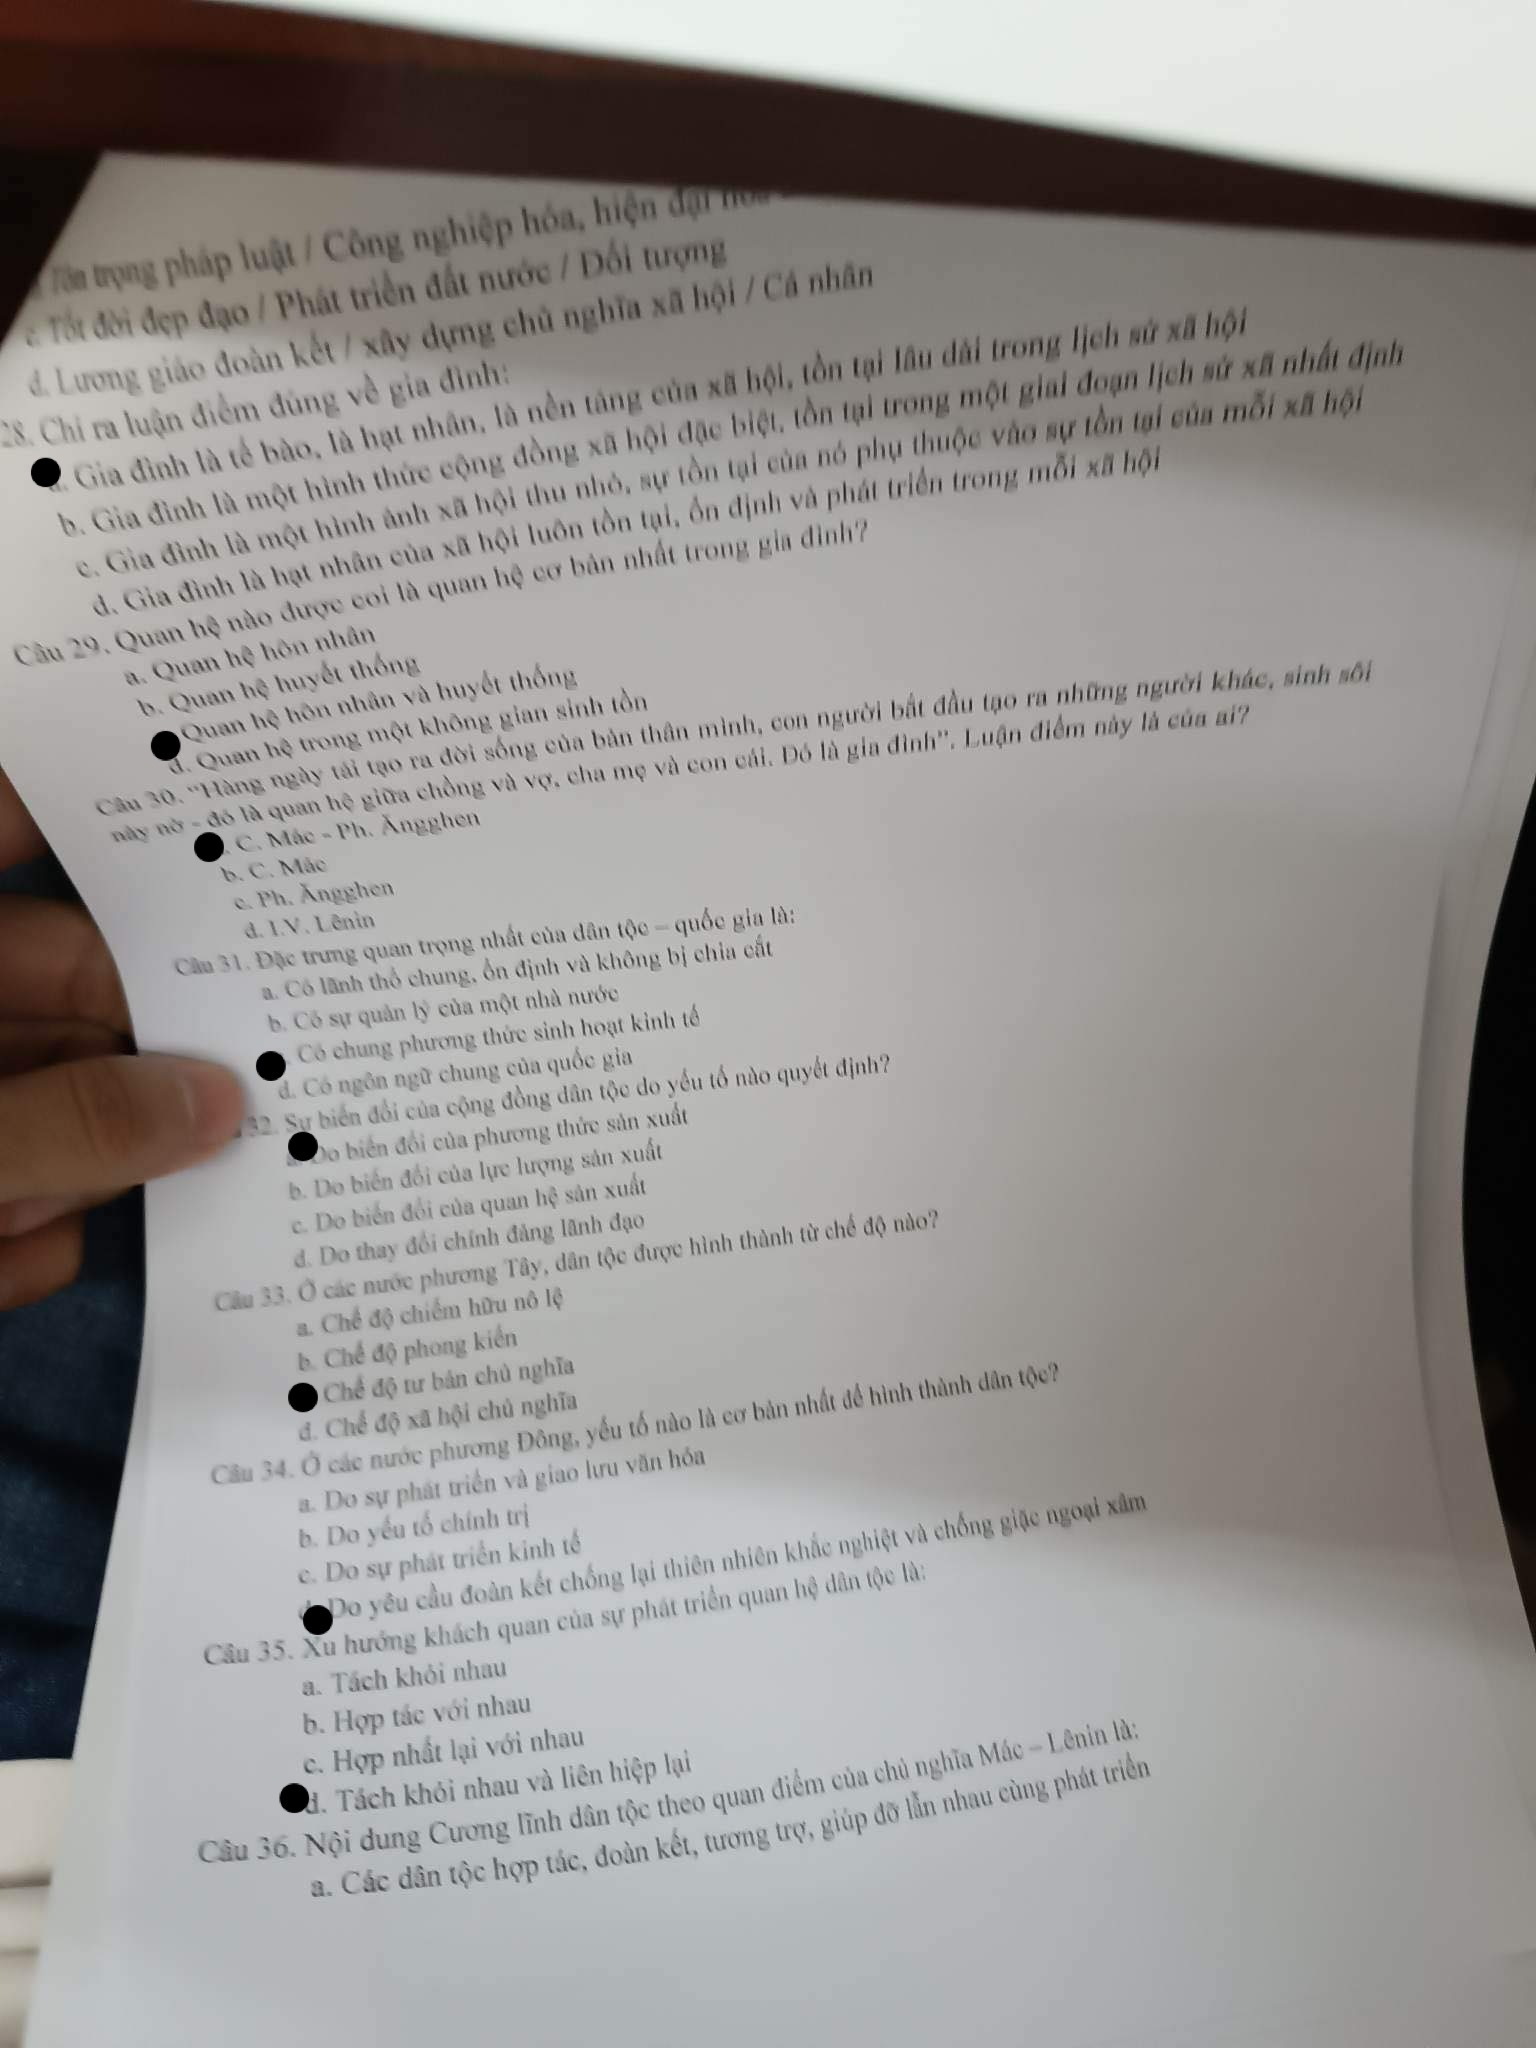 Tôn trọng pháp luật / Công nghiệp hóa, hiện đại
c. Tốt đời đẹp đạo / Phát triển đất nước / Đối tượng
d. Lương giáo đoàn kết / xây dựng chủ nghĩa xã hội / Cá nhân
28. Chỉ ra luận điểm đúng về gia đình:
a. Gia đình là tế bào, là hạt nhân, là nền tảng của xã hội, tồn tại lâu dài trong lịch sử xã hội
b. Gia đình là một hình thức cộng đồng xã hội đặc biệt, tồn tại trong một giai đoạn lịch sử xã nhất định
c. Gia đình là một hình ảnh xã hội thu nhỏ, sự tồn tại của nó phụ thuộc vào sự tồn tại của mỗi xã hội
d. Gia đình là hạt nhân của xã hội luôn tồn tại, ổn định và phát triển trong mỗi xã hội
Câu 29. Quan hệ nào được coi là quan hệ cơ bản nhất trong gia đình?
a. Quan hệ hôn nhân
b. Quan hệ huyết thống
Quan hệ hôn nhân và huyết thống
d. Quan hệ trong một không gian sinh tồn
Câu 30. "Hàng ngày tái tạo ra đời sống của bản thân mình, con người bắt đầu tạo ra những người khác, sinh sôi
nảy nở - đó là quan hệ giữa chồng và vợ, cha mẹ và con cái. Đó là gia đình". Luận điểm này là của ai?
. C. Mác - Ph. Ăngghen
b. C. Mác
c. Ph. Ăngghen
d. I.V. Lênin
Câu 31. Đặc trưng quan trọng nhất của dân tộc – quốc gia là:
a. Có lãnh thổ chung, ổn định và không bị chia cắt
b. Có sự quản lý của một nhà nước
. Có chung phương thức sinh hoạt kinh tế
d. Có ngôn ngữ chung của quốc gia
32. Sự biến đổi của cộng đồng dân tộc do yếu tố nào quyết định?
a. Do biến đổi của phương thức sản xuất
b. Do biến đổi của lực lượng sản xuất
c. Do biến đổi của quan hệ sản xuất
d. Do thay đổi chính đảng lãnh đạo
Câu 33. Ở các nước phương Tây, dân tộc được hình thành từ chế độ nào?
a. Chế độ chiếm hữu nô lệ
b. Chế độ phong kiến
Chế độ tư bản chủ nghĩa
d. Chế độ xã hội chủ nghĩa
Câu 34. Ở các nước phương Đông, yếu tố nào là cơ bản nhất để hình thành dân tộc?
a. Do sự phát triển và giao lưu văn hóa
b. Do yếu tố chính trị
c. Do sự phát triển kinh tế
d. Do yêu cầu đoàn kết chống lại thiên nhiên khắc nghiệt và chống giặc ngoại xâm
Câu 35. Xu hướng khách quan của sự phát triển quan hệ dân tộc là:
a. Tách khỏi nhau
b. Hợp tác với nhau
c. Hợp nhất lại với nhau
d. Tách khỏi nhau và liên hiệp lại
Câu 36. Nội dung Cương lĩnh dân tộc theo quan điểm của chủ nghĩa Mác – Lênin là:
a. Các dân tộc hợp tác, đoàn kết, tương trợ, giúp đỡ lẫn nhau cùng phát triển